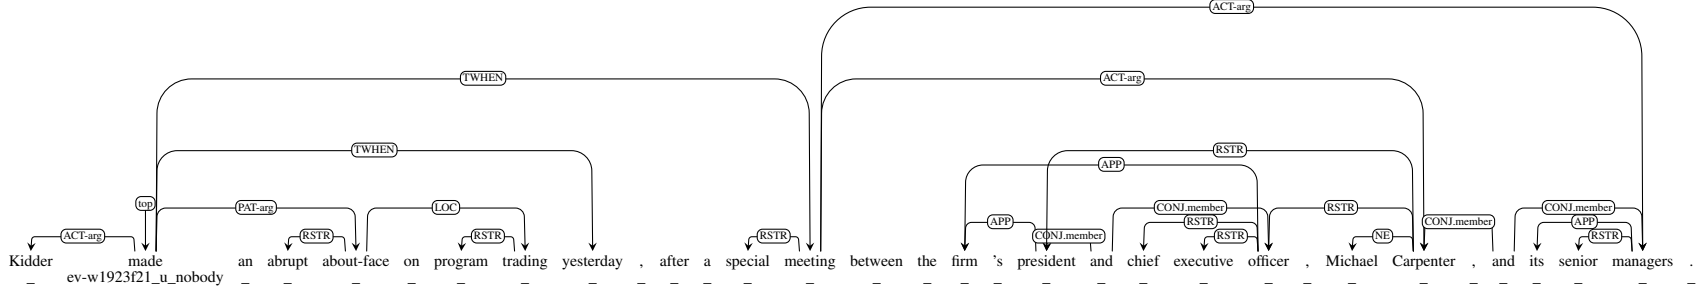 ACT-arg
TWHEN ACT-arg
TWHEN RSTR
APP
top PAT-arg LOC CONJ.member RSTR CONJ.member
APP RSTR CONJ.member APP
ACT-arg RSTR RSTR RSTR CONJ.member RSTR NE RSTR
Kidder made an abrupt about-face on program trading yesterday , after a special meeting between the firm 's president and chief executive officer , Michael Carpenter , and its senior managers .
_ ev-w1923f21_u_nobody _ _ _ _ _ _ _ _ _ _ _ _ _ _ _ _ _ _ _ _ _ _ _ _ _ _ _ _ _ _